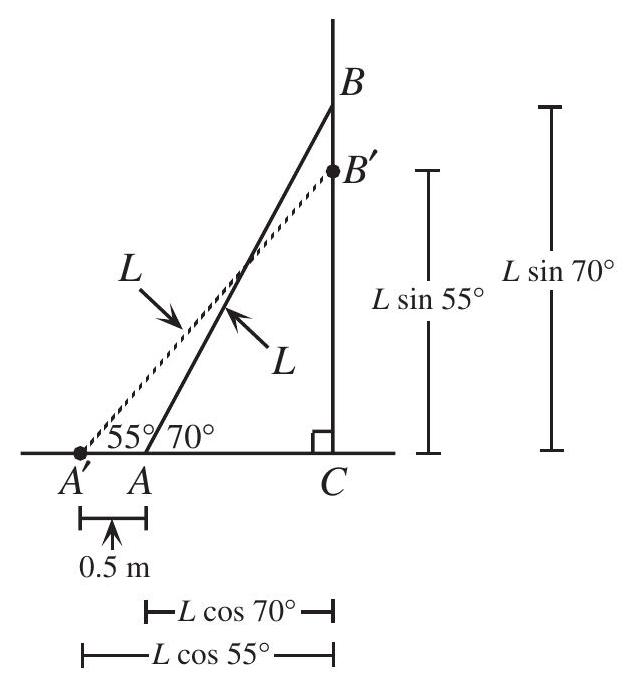 B
B′
L
L sin 70°
L sin 55°
L
55° 70°
A′ A C
0.5 m
L cos 70°
L cos 55°